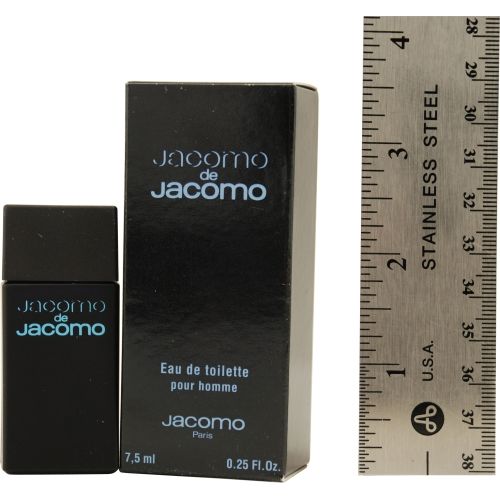 Jacomo
de
Jacomo
Jacomo
de
Jacomo
Eau de toilette
pour homme
Jacomo
Paris
7,5 ml 0.25 Fl.Oz.
4
3
2
1
STAINLESS STEEL
U.S.A.
28
29
30
31
32
33
34
35
36
37
38